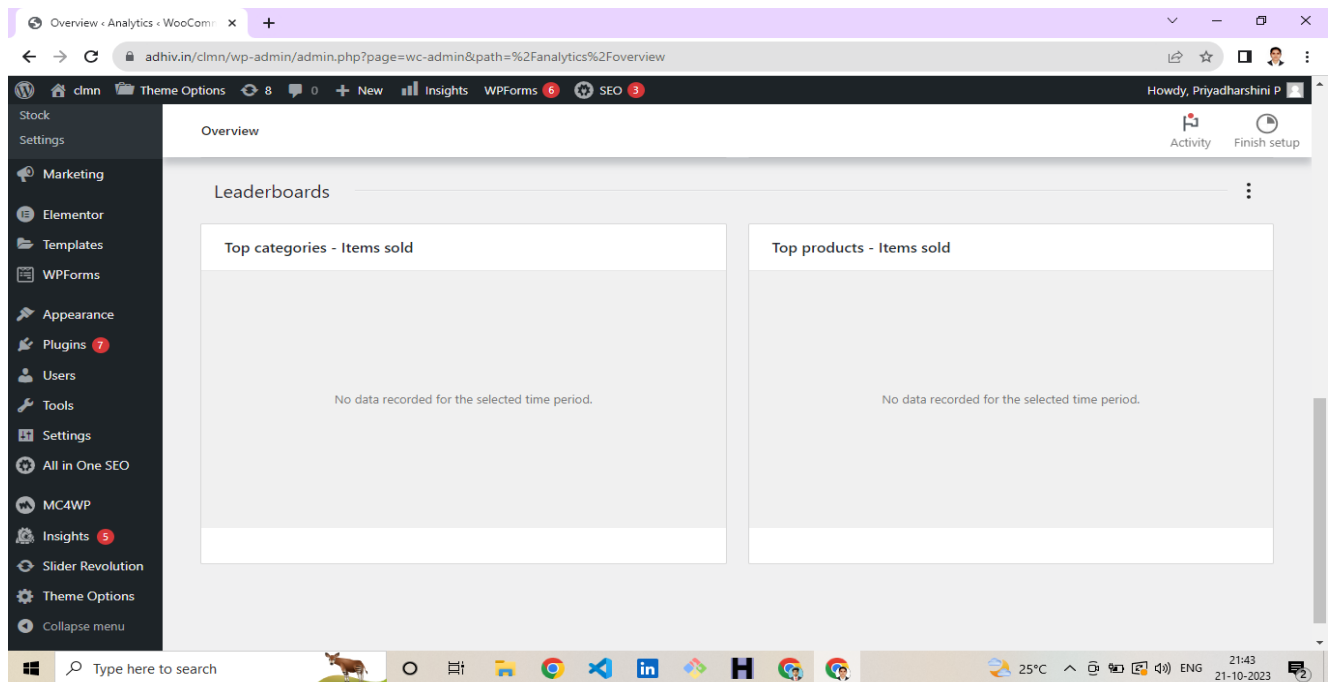 Overview ‹ Analytics ‹ WooComm
adhiv.in/clmn/wp-admin/admin.php?page=wc-admin&path=%2Fanalytics%2Foverview
clmn Theme Options 8 0 New Insights WPForms 6 SEO 3 Howdy, Priyadharshini P
Stock
Settings
Overview
Activity
Finish setup
Marketing
Elementor
Templates
WPForms
Appearance
Plugins 7
Users
Tools
Settings
All in One SEO
MC4WP
Insights 5
Slider Revolution
Theme Options
Collapse menu
Leaderboards
Top categories - Items sold
No data recorded for the selected time period.
Top products - Items sold
No data recorded for the selected time period.
Type here to search
in
H
25°C ENG
21:43
21-10-2023
2